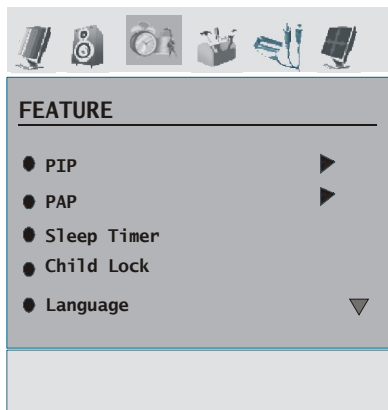 FEATURE
PIP
PAP
Sleep Timer
Child Lock
Language